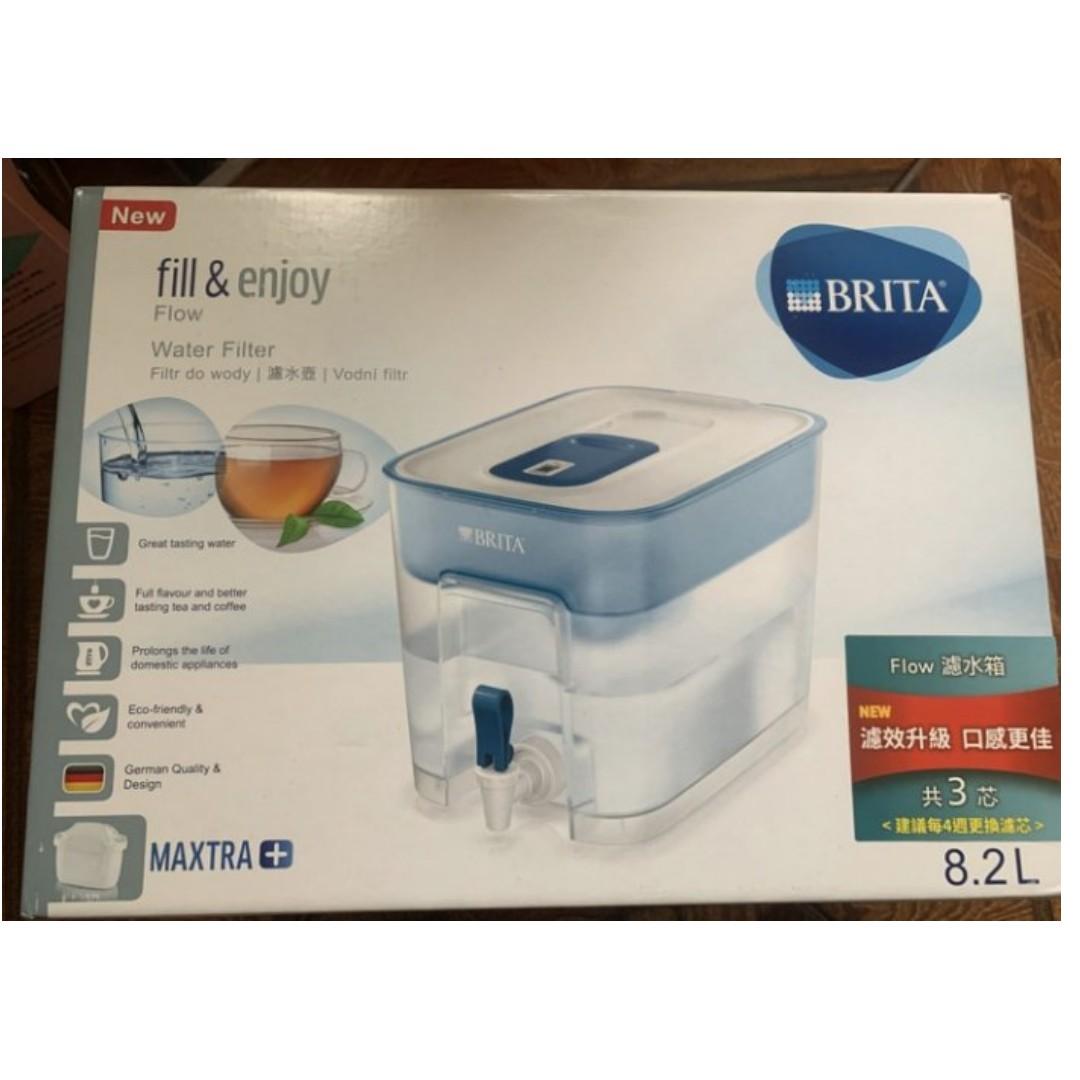 New
fill & enjoy
Flow
Water Filter
Filtr do wody | 濾水壺 | Vodní filtr
BRITA®
BRITA
Great tasting water
Full flavour and better
tasting tea and coffee
Prolongs the life of
domestic appliances
Eco-friendly &
convenient
German Quality &
Design
MAXTRA +
Flow 濾水箱
NEW
濾效升級 口感更佳
共 3 芯
<建議每4週更換濾芯>
8.2L